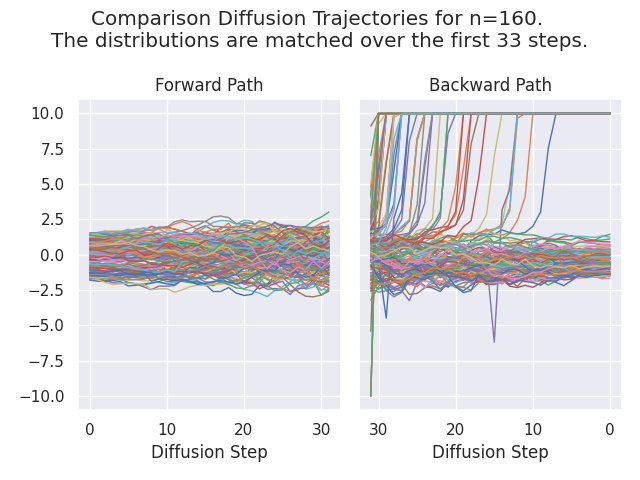 Comparison Diffusion Trajectories for n=160.
The distributions are matched over the first 33 steps.
Forward Path
Backward Path
10.0
7.5
5.0
2.5
0.0
−2.5
−5.0
−7.5
−10.0
0 10 20 30
30 20 10 0
Diffusion Step
Diffusion Step